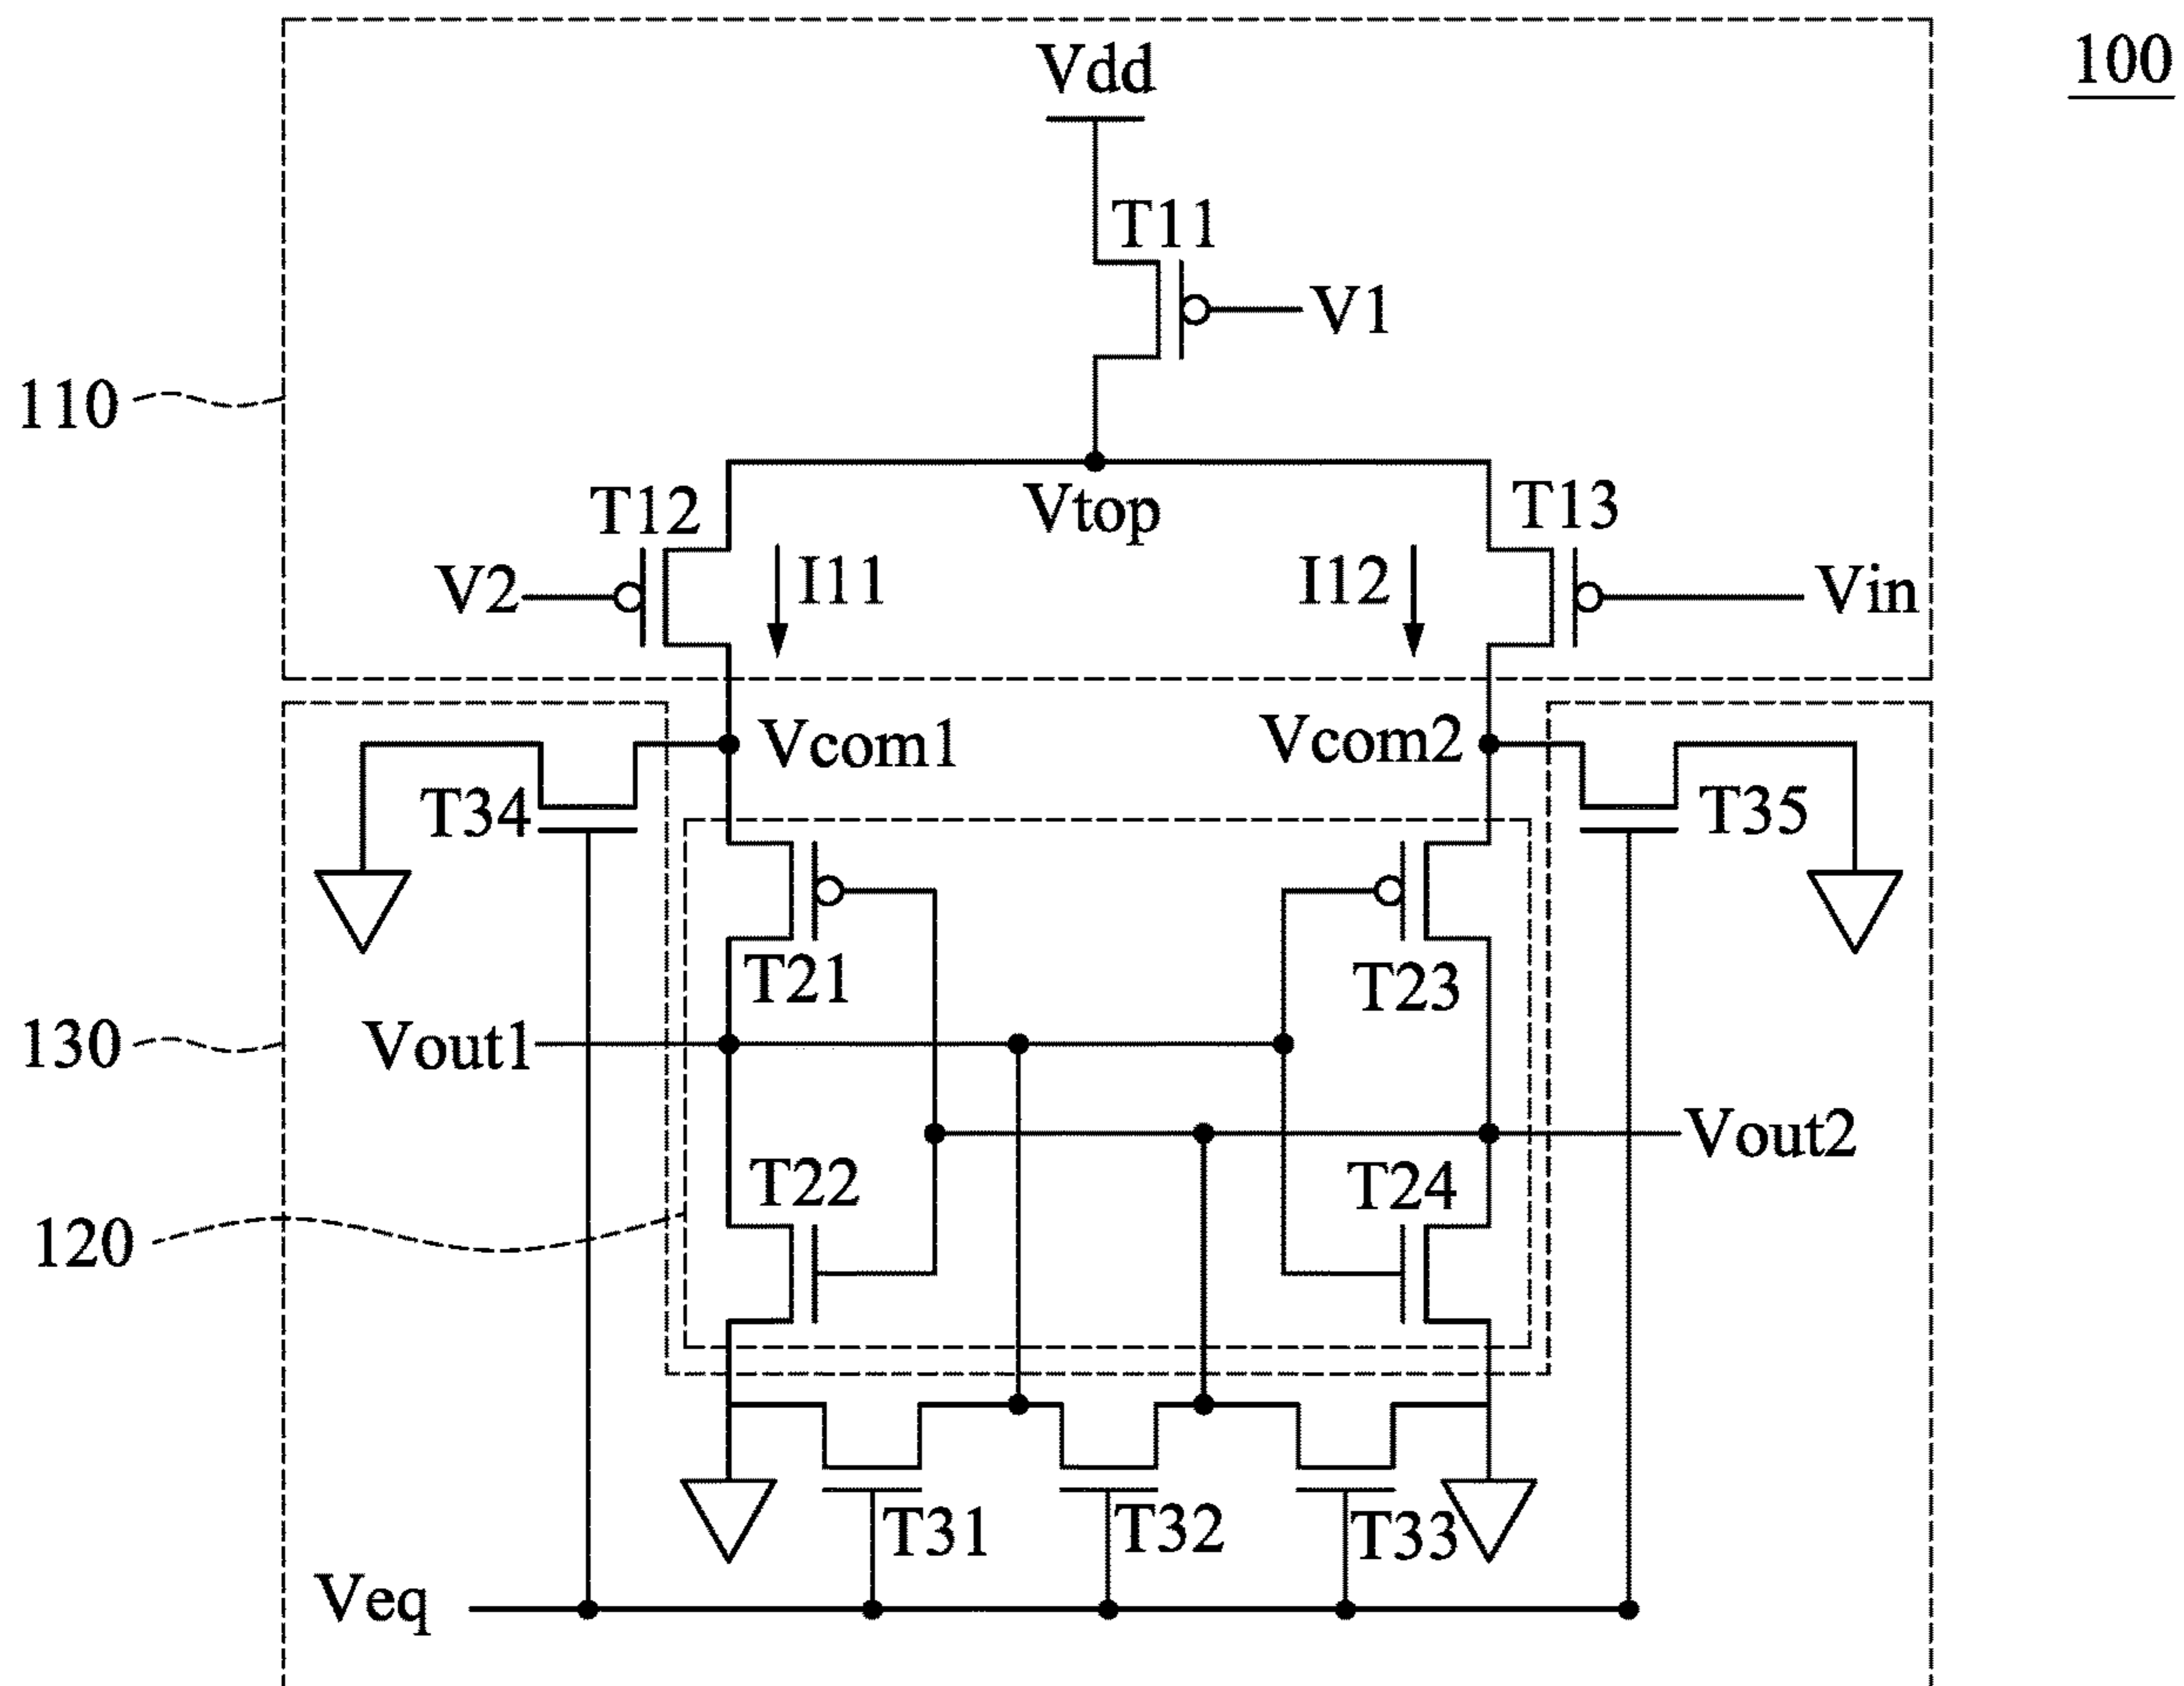 100
Vdd
T11
V1
110
Vtop
T12
T13
V2
I11
I12
Vin
Vcom1
Vcom2
T34
T35
T21
T23
130
Vout1
Vout2
T22
T24
120
T31
T32
T33
Veq